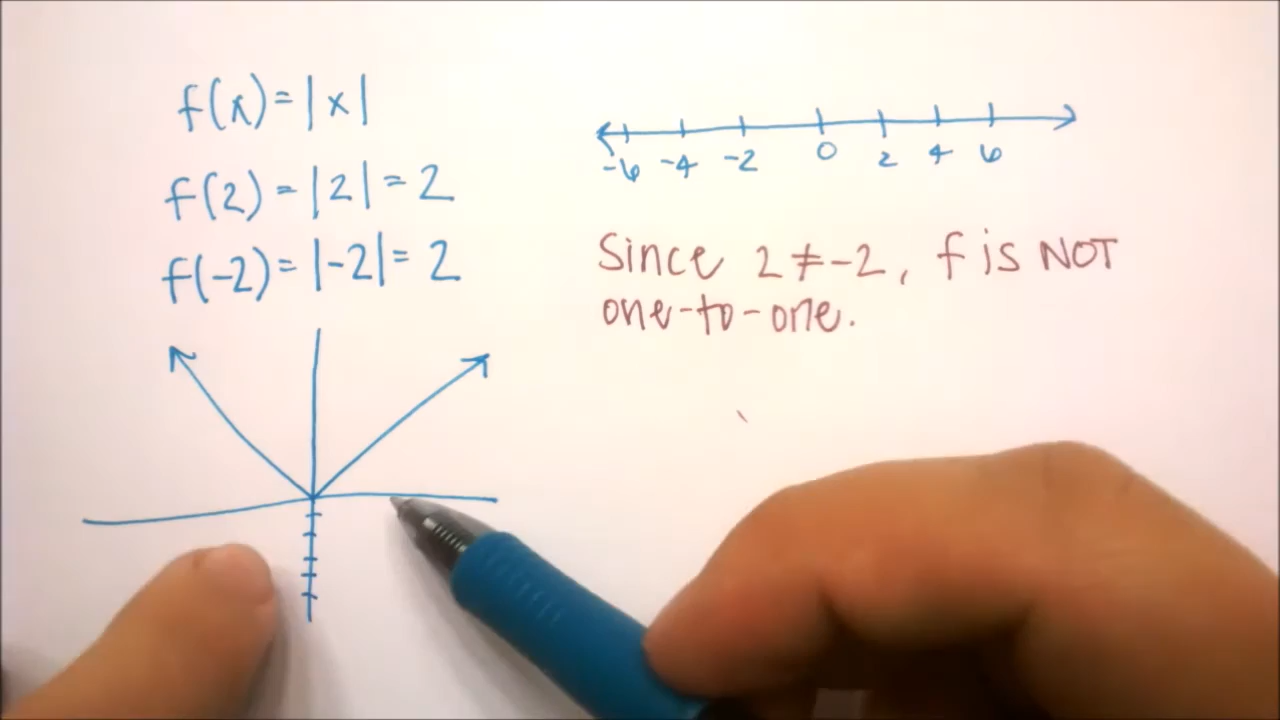 f(x)=|x|
f(2)=|2|=2
f(-2)=|-2|=2
-6 -4 -2 0 2 4 6
Since 2≠-2, f is NOT
one-to-one.